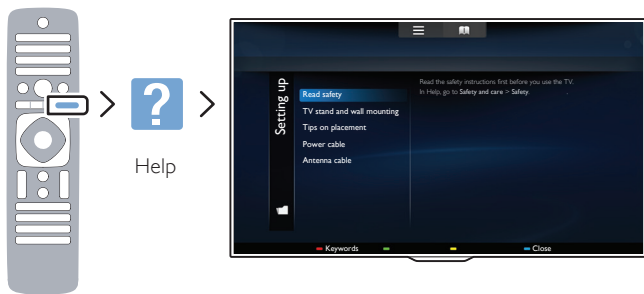 ?
Help
Setting up
Read safety
TV stand and wall mounting
Tips on placement
Power cable
Antenna cable
Read the safety instructions first before you use the TV.
In Help, go to Safety and care > Safety.
Keywords
Close